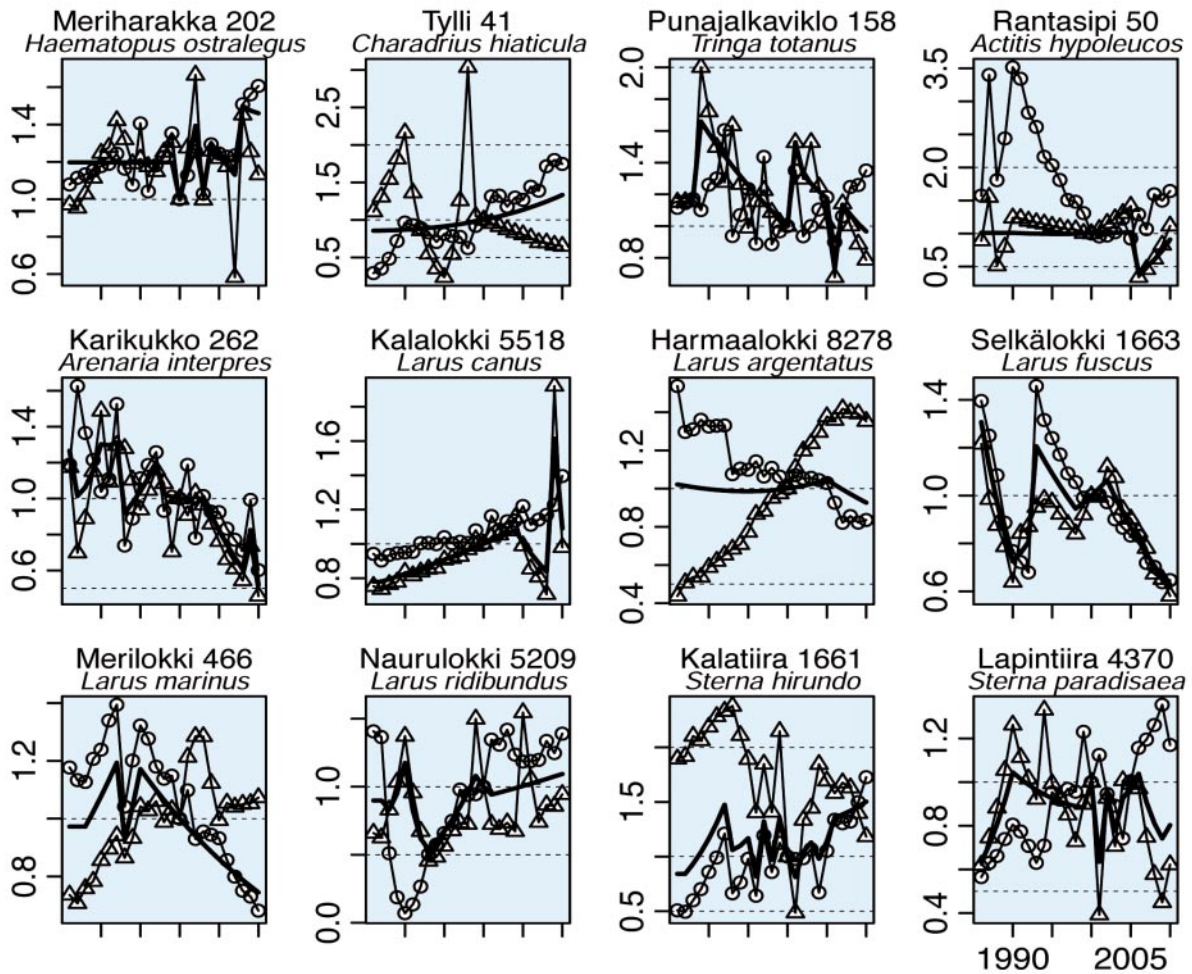 Meriharakka 202
Haematopus ostralegus
Tylli 41
Charadrius hiaticula
Punajalkaviklo 158
Tringa totanus
Rantasipi 50
Actitis hypoleucos
0.6 1.0 1.4
0.5 1.5 2.5
0.8 1.4 2.0
0.5 2.0 3.5
Karikukko 262
Arenaria interpres
Kalalokki 5518
Larus canus
Harmaalokki 8278
Larus argentatus
Selkälokki 1663
Larus fuscus
0.6 1.0 1.4
0.8 1.2 1.6
0.4 0.8 1.2
0.6 1.0 1.4
Merilokki 466
Larus marinus
Naurulokki 5209
Larus ridibundus
Kalatiira 1661
Sterna hirundo
Lapintiira 4370
Sterna paradisaea
0.8 1.0 1.2
0.0 1.0
0.5 1.5
0.4 0.8 1.2
1990 2005